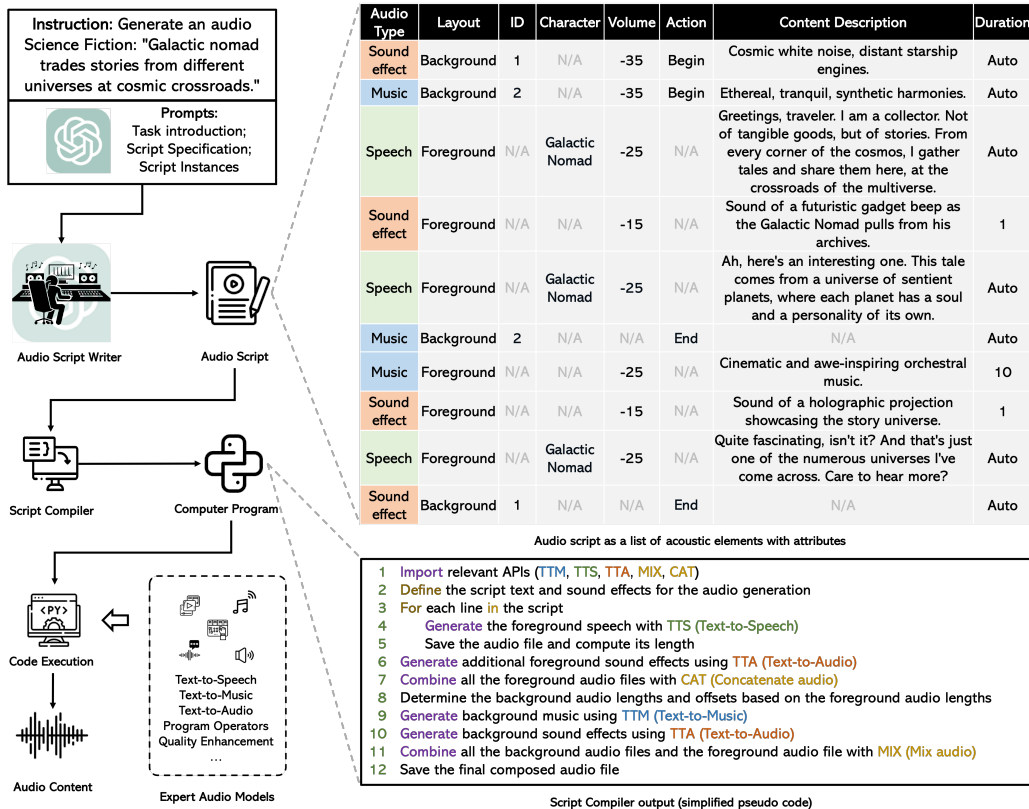 Instruction: Generate an audio
Science Fiction: "Galactic nomad
trades stories from different
universes at cosmic crossroads."
Prompts:
Task introduction;
Script Specification;
Script Instances
Audio Script Writer
Audio Script
Script Compiler
Computer Program
<PY>
Code Execution
Audio Content
Text-to-Speech
Text-to-Music
Text-to-Audio
Program Operators
Quality Enhancement
...
Expert Audio Models
Audio Type Layout ID Character Volume Action Content Description Duration
Sound effect Background 1 N/A -35 Begin Cosmic white noise, distant starship
engines. Auto
Music Background 2 N/A -35 Begin Ethereal, tranquil, synthetic harmonies. Auto
Speech Foreground N/A Galactic Nomad -25 N/A Greetings, traveler. I am a collector. Not
of tangible goods, but of stories. From
every corner of the cosmos, I gather
tales and share them here, at the
crossroads of the multiverse. Auto
Sound effect Foreground N/A N/A -15 N/A Sound of a futuristic gadget beep as
the Galactic Nomad pulls from his
archives. 1
Speech Foreground N/A Galactic Nomad -25 N/A Ah, here's an interesting one. This tale
comes from a universe of sentient
planets, where each planet has a soul
and a personality of its own. Auto
Music Background 2 N/A N/A End N/A Auto
Music Foreground N/A N/A -25 N/A Cinematic and awe-inspiring orchestral
music. 10
Sound effect Foreground N/A N/A -15 N/A Sound of a holographic projection
showcasing the story universe. 1
Speech Foreground N/A Galactic Nomad -25 N/A Quite fascinating, isn't it? And that's just
one of the numerous universes I've
come across. Care to hear more? Auto
Sound effect Background 1 N/A N/A End N/A Auto
Audio script as a list of acoustic elements with attributes
1 Import relevant APIs (TTM, TTS, TTA, MIX, CAT)
2 Define the script text and sound effects for the audio generation
3 For each line in the script
4 Generate the foreground speech with TTS (Text-to-Speech)
5 Save the audio file and compute its length
6 Generate additional foreground sound effects using TTA (Text-to-Audio)
7 Combine all the foreground audio files with CAT (Concatenate audio)
8 Determine the background audio lengths and offsets based on the foreground audio lengths
9 Generate background music using TTM (Text-to-Music)
10 Generate background sound effects using TTA (Text-to-Audio)
11 Combine all the background audio files and the foreground audio file with MIX (Mix audio)
12 Save the final composed audio file
Script Compiler output (simplified pseudo code)